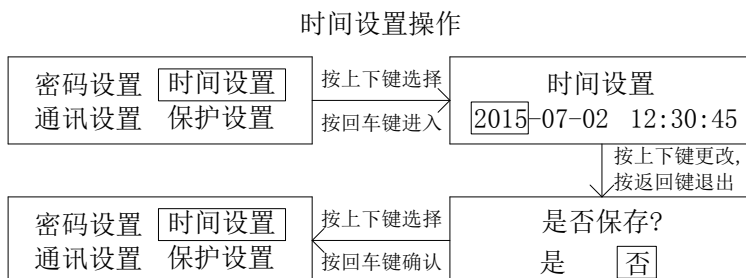 时间设置操作
密码设置 时间设置
通讯设置 保护设置
按上下键选择
按回车键进入
时间设置
2015-07-02 12:30:45
按上下键更改,
按返回键退出
是否保存?
是 否
按上下键选择
按回车键确认
密码设置 时间设置
通讯设置 保护设置